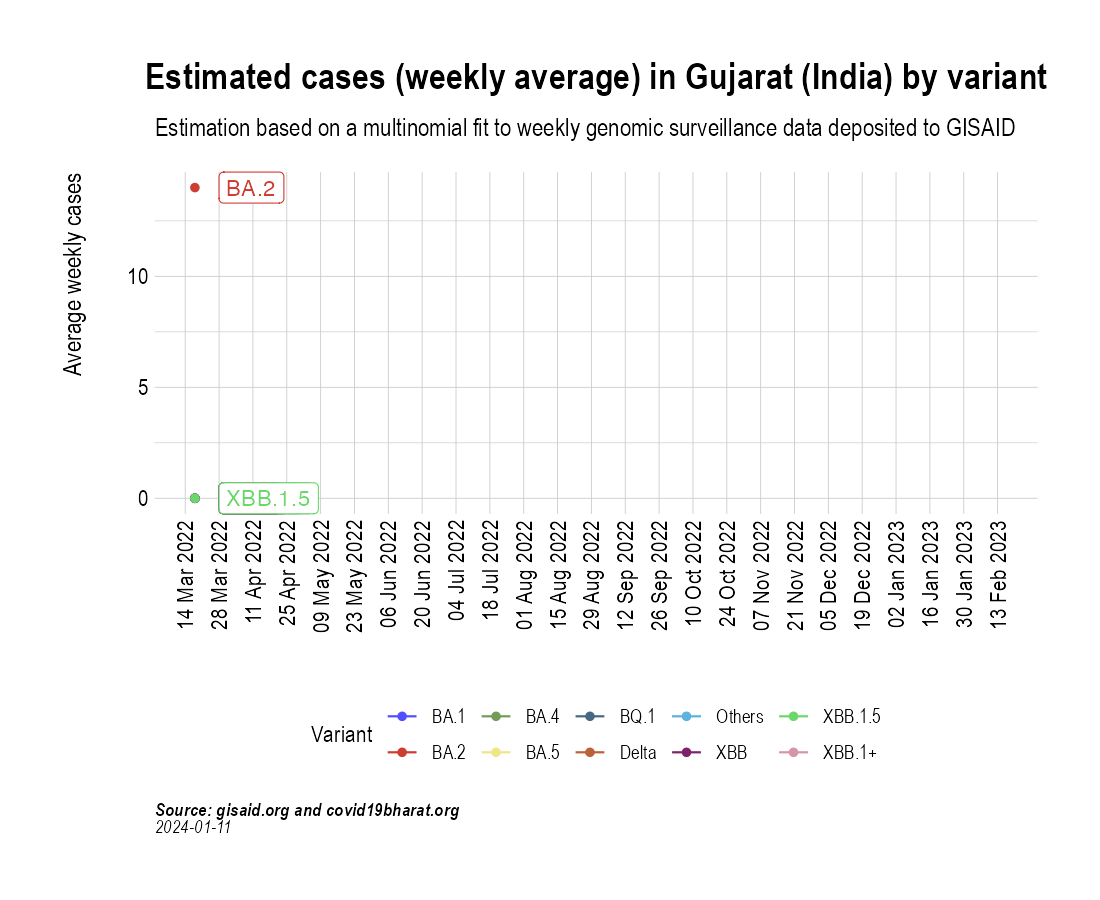 Estimated cases (weekly average) in Gujarat (India) by variant
Estimation based on a multinomial fit to weekly genomic surveillance data deposited to GISAID
Average weekly cases
BA.2
10
5
0
XBB.1.5
14 Mar 2022
28 Mar 2022
11 Apr 2022
25 Apr 2022
09 May 2022
23 May 2022
06 Jun 2022
20 Jun 2022
04 Jul 2022
18 Jul 2022
01 Aug 2022
15 Aug 2022
29 Aug 2022
12 Sep 2022
26 Sep 2022
10 Oct 2022
24 Oct 2022
07 Nov 2022
21 Nov 2022
05 Dec 2022
19 Dec 2022
02 Jan 2023
16 Jan 2023
30 Jan 2023
13 Feb 2023
Variant
BA.1 BA.4 BQ.1 Others XBB.1.5
BA.2 BA.5 Delta XBB XBB.1+
Source: gisaid.org and covid19bharat.org
2024-01-11